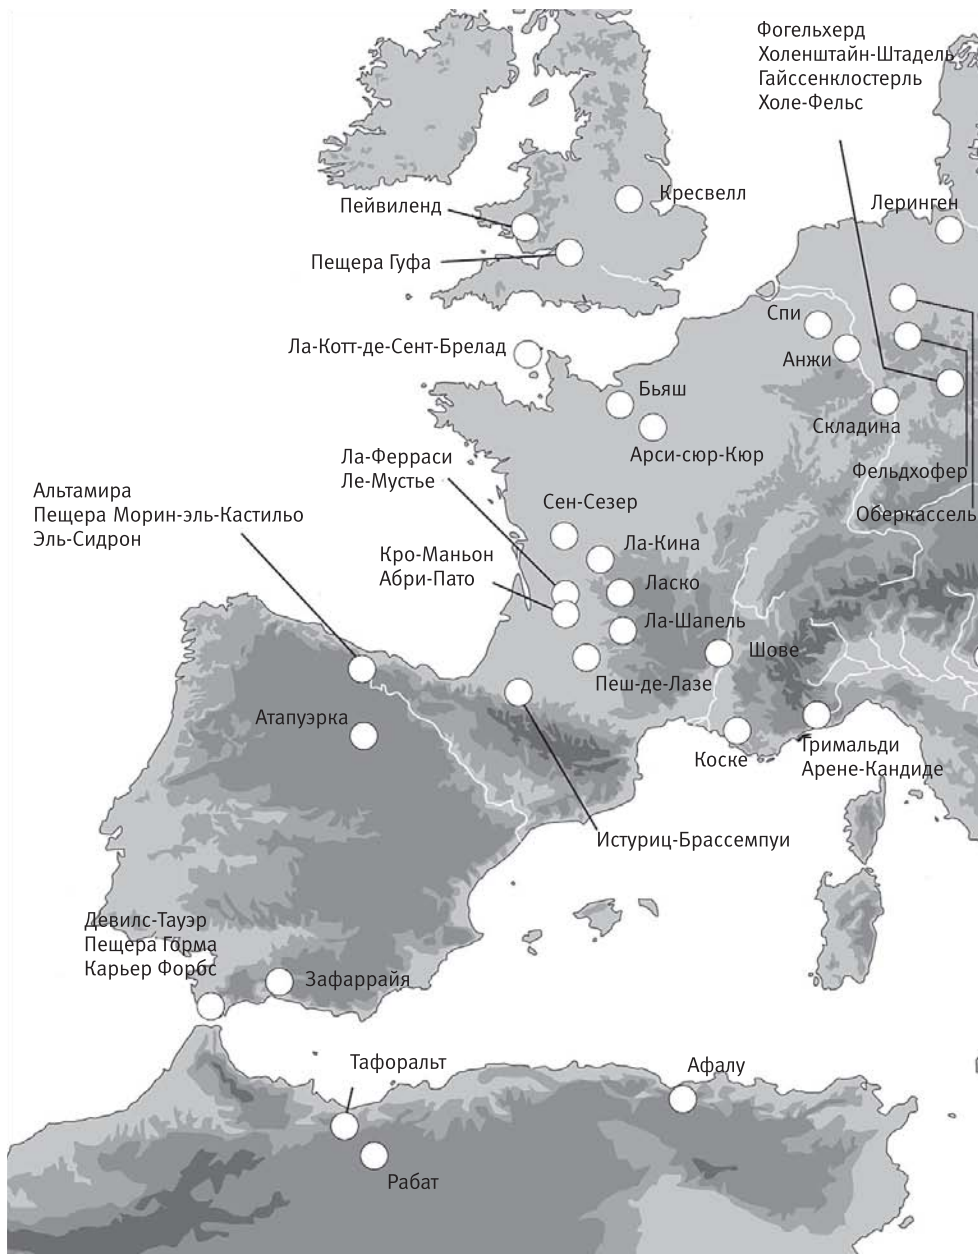 Фогельхерд
Холенштайн-Штадель
Гайссенклостерль
Холе-Фельс
Кресвелл
Пейвиленд
Леринген
Пещера Гуфа
Спи
Ла-Котт-де-Сент-Брелад
Анжи
Бьяш
Складина
Арси-сюр-Кюр
Ла-Ферраси
Ле-Мустье
Фельдхофер
Альтамира
Пещера Морин-эль-Кастильо
Эль-Сидрон
Сен-Сезер
Оберкассель
Ла-Кина
Кро-Маньон
Абри-Пато
Ласко
Ла-Шапель
Шове
Пеш-де-Лазе
Атапуэрка
Коске
Гримальди
Арене-Кандиде
Истуриц-Брассемпуи
Девилс-Тауэр
Пещера Горма
Карьер Форбс
Зафаррайя
Тафоральт
Афалу
Рабат